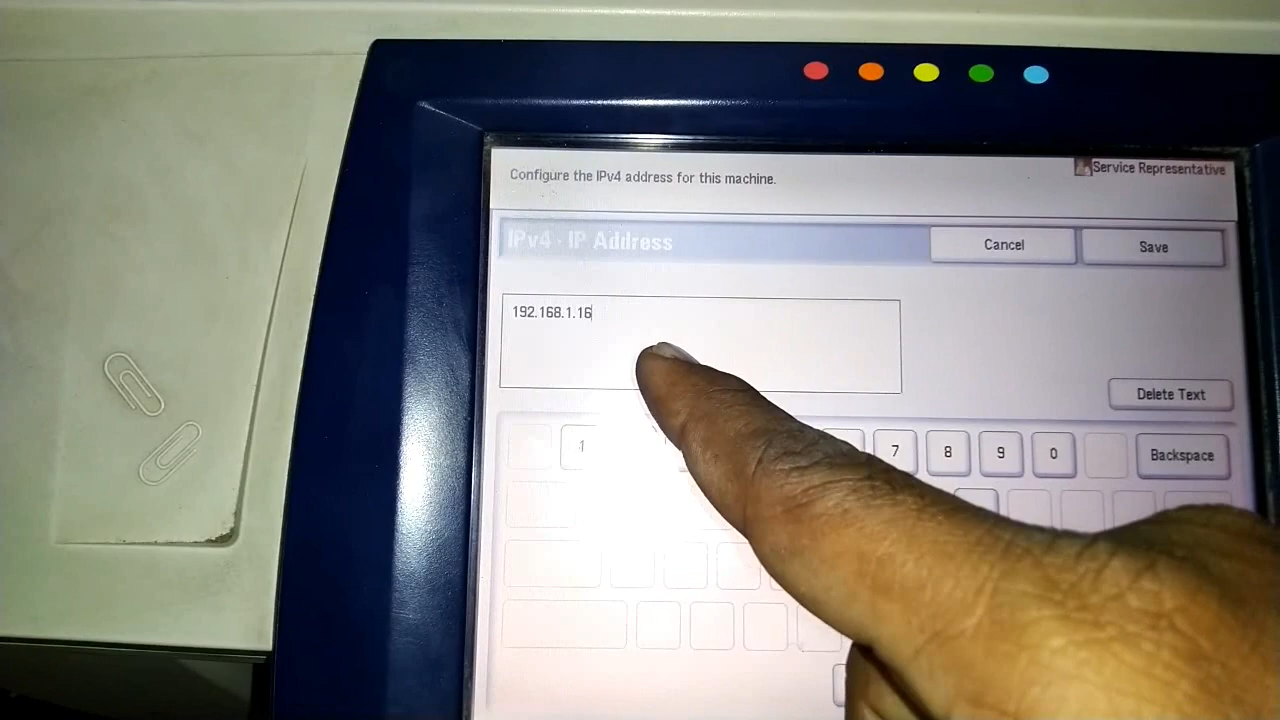 Service Representative
Configure the IPv4 address for this machine.
IPv4 - IP Address
Cancel
Save
192.168.1.16
Delete Text
1
7
8
9
0
Backspace